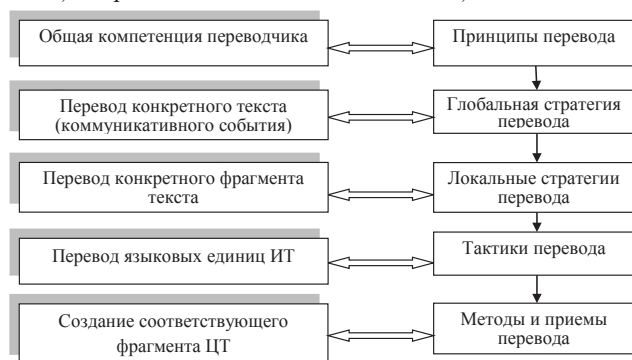 Общая компетенция переводчика
Принципы перевода
Перевод конкретного текста
(коммуникативного события)
Глобальная стратегия
перевода
Перевод конкретного фрагмента
текста
Локальные стратегии
перевода
Перевод языковых единиц ИТ
Тактики перевода
Создание соответствующего
фрагмента ЦТ
Методы и приемы
перевода